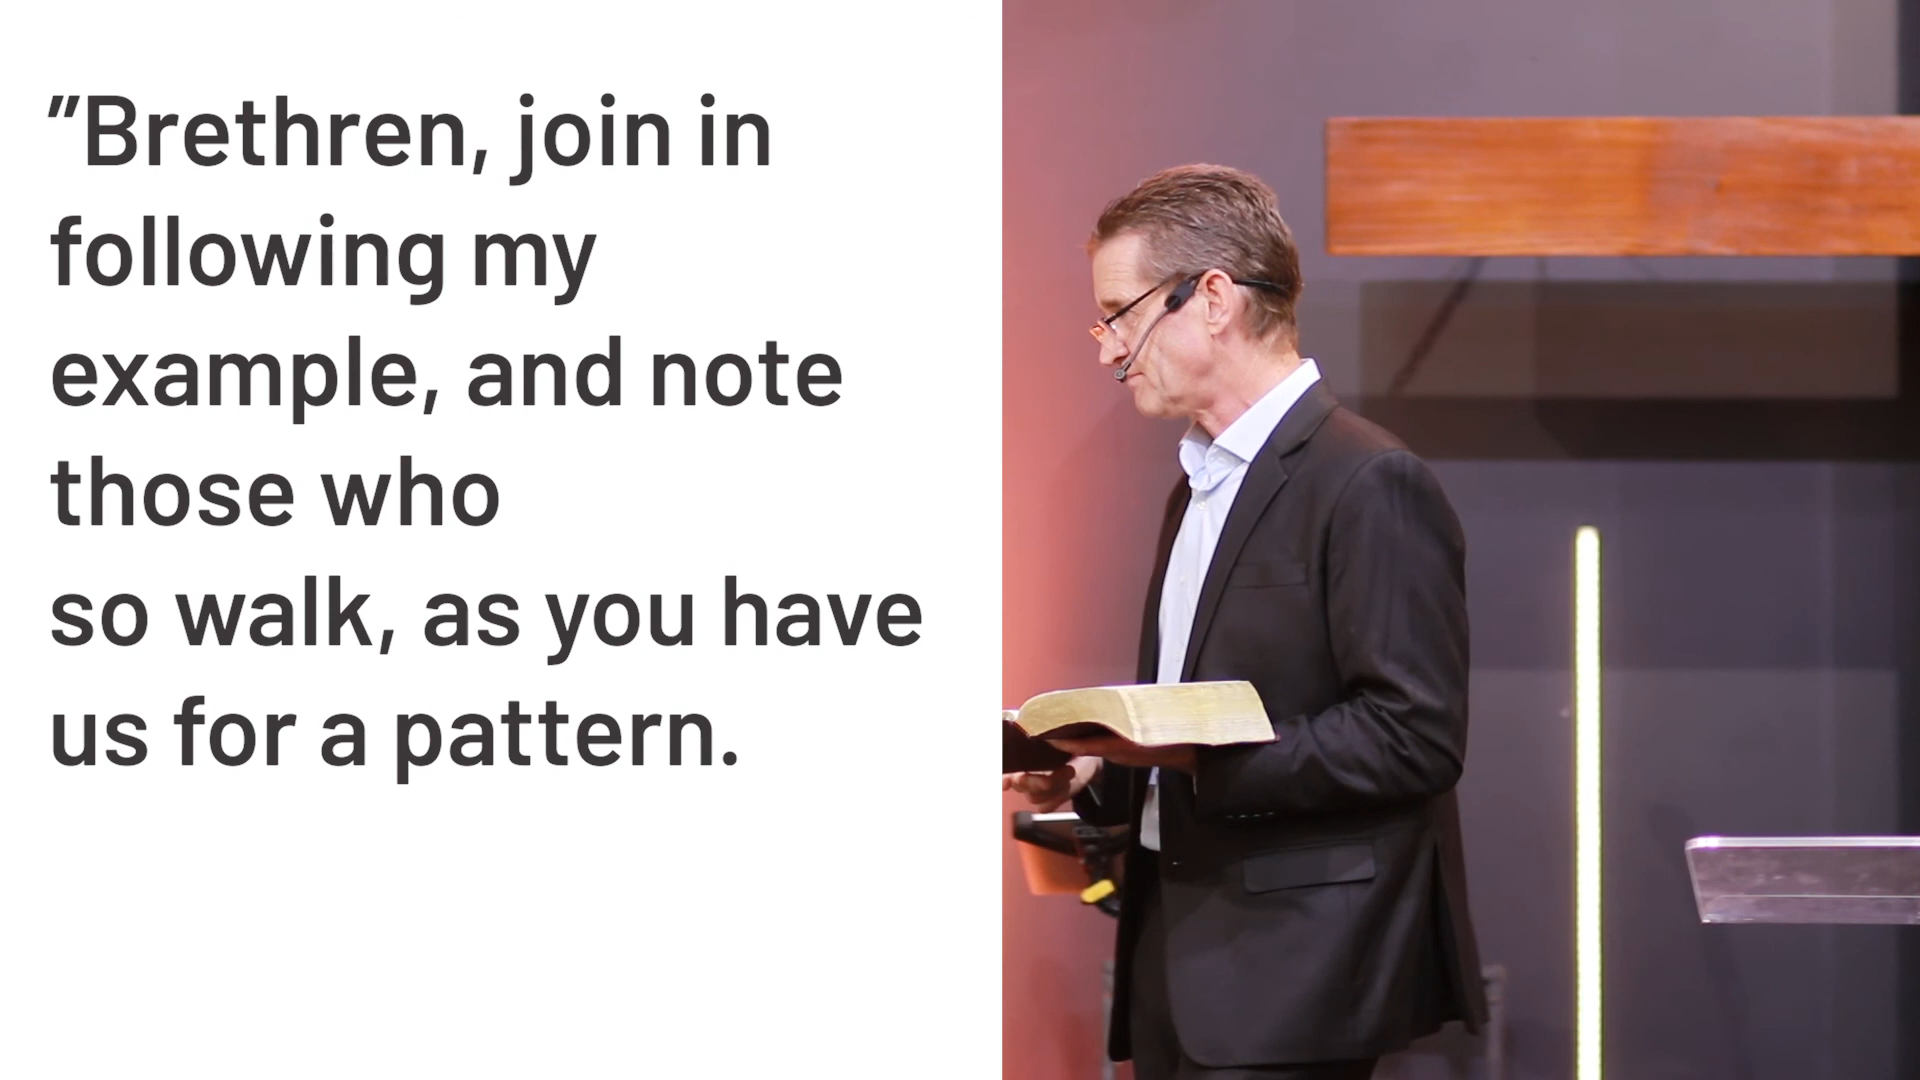 "Brethren, join in
following my
example, and note
those who
so walk, as you have
us for a pattern.